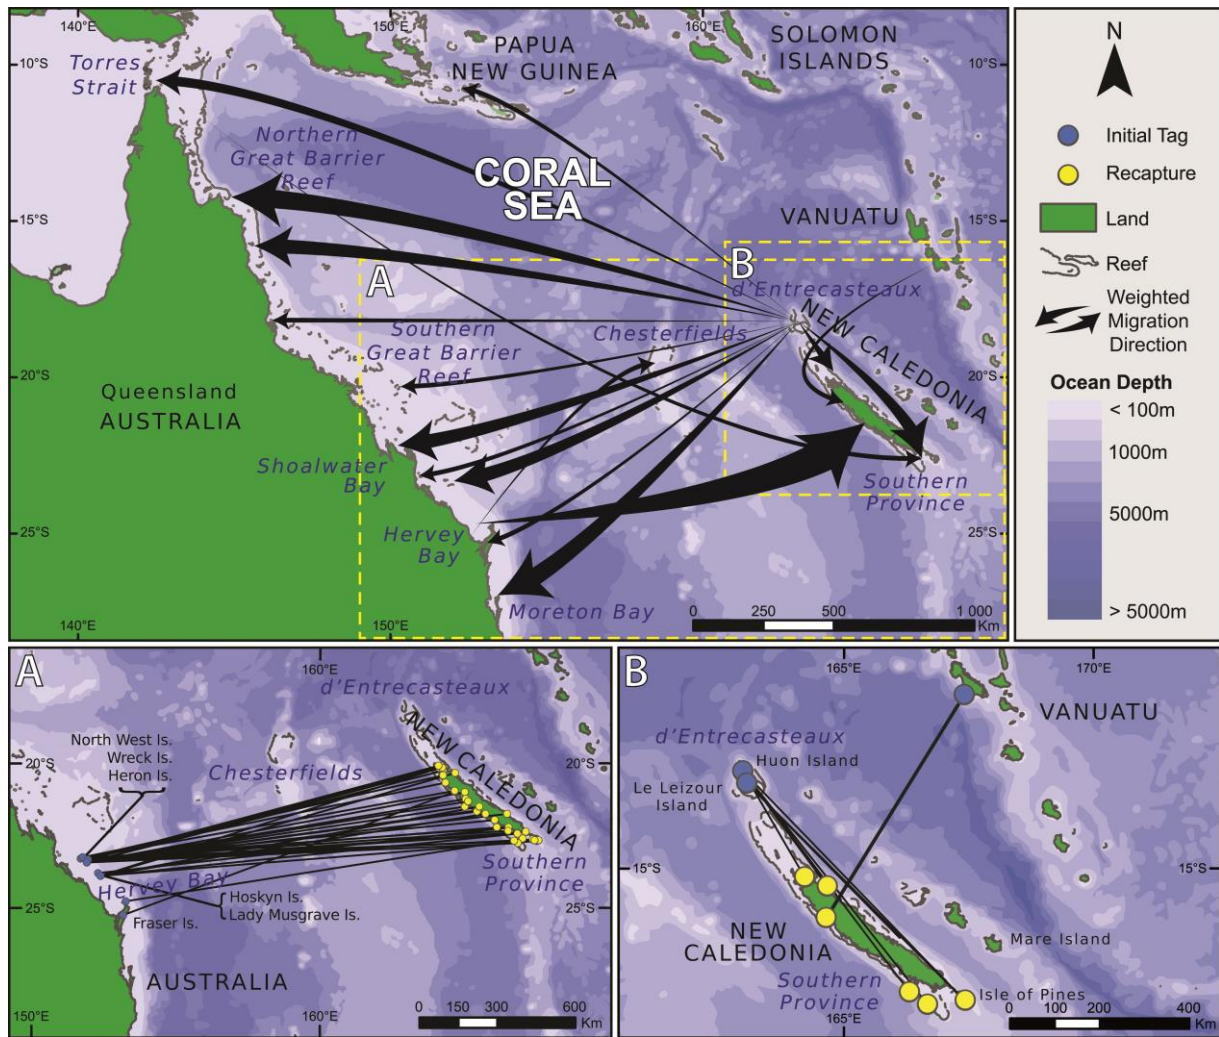 140°E
150°E
10°S
10°S
Torres
Strait
PAPUA
NEW GUINEA
SOLOMON
ISLANDS
Northern
Great Barrier
Reef
CORAL
SEA
15°S
VANUATU
15°S
A
B
d'Entrecasteaux
Chesterfields
NEW CALEDONIA
Southern
Great Barrier
Reef
20°S
20°S
Queensland
AUSTRALIA
Shoalwater
Bay
Southern
Province
25°S
25°S
Hervey
Bay
Moreton Bay
0 250 500 1 000
Km
140°E
150°E
N
Initial Tag
Recapture
Land
Reef
Weighted
Migration
Direction
Ocean Depth
< 100m
1000m
5000m
> 5000m
A
160°E
d'Entrecasteaux
North West Is.
Wreck Is.
Heron Is.
20°S
20°S
Chesterfields
NEW CALEDONIA
Hervey Bay
Southern
Province
Hoskyn Is.
Lady Musgrave Is.
Fraser Is.
25°S
25°S
AUSTRALIA
0 150 300 600
Km
150°E
160°E
B
165°E
170°E
VANUATU
d'Entrecasteaux
Huon Island
Le Leizour
Island
15°S
15°S
NEW
CALEDONIA
Mare Island
Southern
Province
Isle of Pines
0 100 200 400
Km
165°E